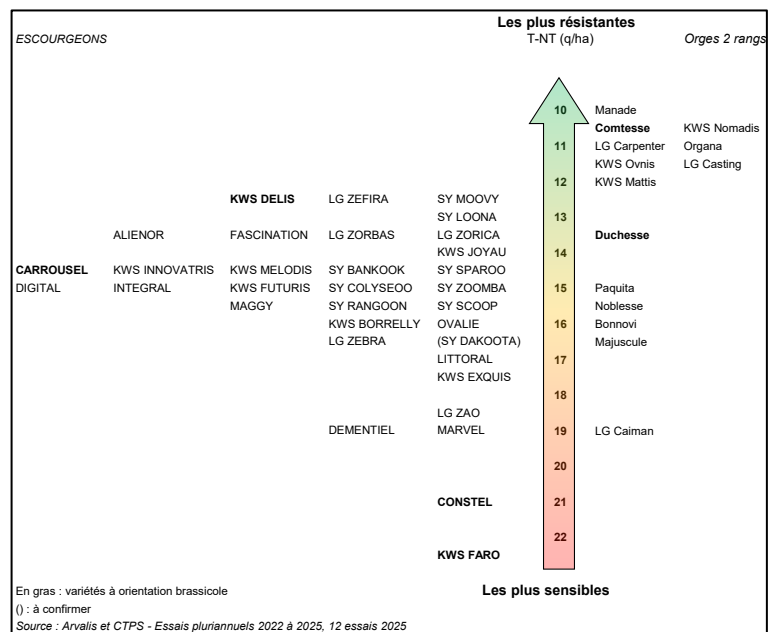 Les plus résistantes
ESCOURGEONS T-NT (q/ha) Orges 2 rangs
10 Manade
Comtesse KWS Nomadis
11 LG Carpenter Organa
KWS Ovnis LG Casting
12 KWS Mattis
KWS DELIS LG ZEFIRA SY MOOVY
SY LOONA 13
ALIENOR FASCINATION LG ZORBAS LG ZORICA Duchesse
KWS JOYAU 14
CARROUSEL KWS INNOVATRIS KWS MELODIS SY BANKOOK SY SPAROO
DIGITAL INTEGRAL KWS FUTURIS SY COLYSEOO SY ZOOMBA 15 Paquita
MAGGY SY RANGOON SY SCOOP Noblesse
KWS BORRELLY OVALIE 16 Bonnovi
LG ZEBRA (SY DAKOOTA) Majuscule
LITTORAL 17
KWS EXQUIS
18
LG ZAO
DEMENTIEL MARVEL 19 LG Caiman
20
CONSTEL 21
22
KWS FARO
En gras : variétés à orientation brassicole Les plus sensibles
() : à confirmer
Source : Arvalis et CTPS - Essais pluriannuels 2022 à 2025, 12 essais 2025